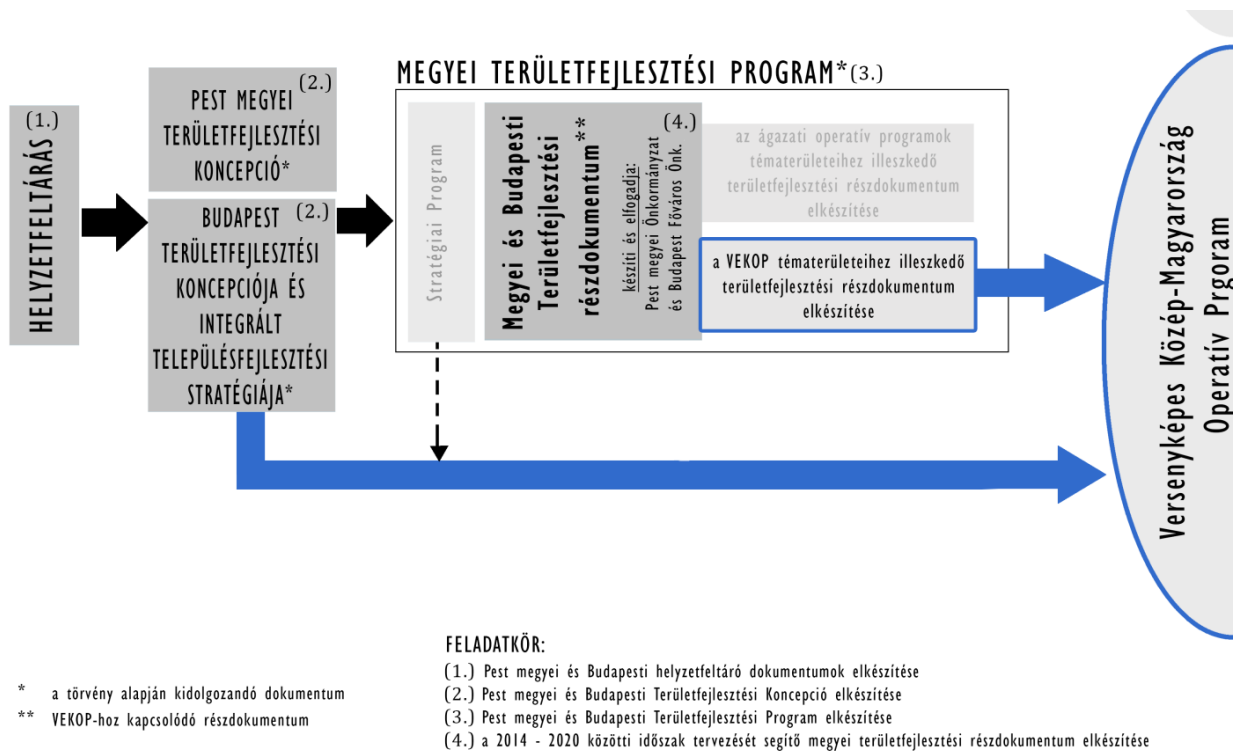 (1.)
HELYZETFELTÁRÁS
(2.)
PEST MEGYEI
TERÜLETFEJLESZTÉSI
KONCEPCIÓ*
(2.)
BUDAPEST
TERÜLETFEJLESZTÉSI
KONCEPCIÓJA ÉS
INTEGRÁLT
TELEPÜLÉSFEJLESZTÉSI
STRATÉGIÁJA*
MEGYEI TERÜLETFEJLESZTÉSI PROGRAM*(3.)
Stratégiai Program
Megyei és Budapesti
Területfejlesztési
részdokumentum**
(4.)
készíti és elfogadja:
Pest megyei Önkormányzat
és Budapest Főváros Önk.
az ágazati operatív programok
tématerületeihez illeszkedő
területfejlesztési részdokumentum
elkészítése
a VEKOP tématerületeihez illeszkedő
területfejlesztési részdokumentum
elkészítése
Versenyképes Közép-Magyarország
Operatív Prgoram
* a törvény alapján kidolgozandó dokumentum
** VEKOP-hoz kapcsolódó részdokumentum
FELADATKÖR:
(1.) Pest megyei és Budapesti helyzetfeltáró dokumentumok elkészítése
(2.) Pest megyei és Budapesti Területfejlesztési Koncepció elkészítése
(3.) Pest megyei és Budapesti Területfejlesztési Program elkészítése
(4.) a 2014 - 2020 közötti időszak tervezését segítő megyei területfejlesztési részdokumentum elkészítése